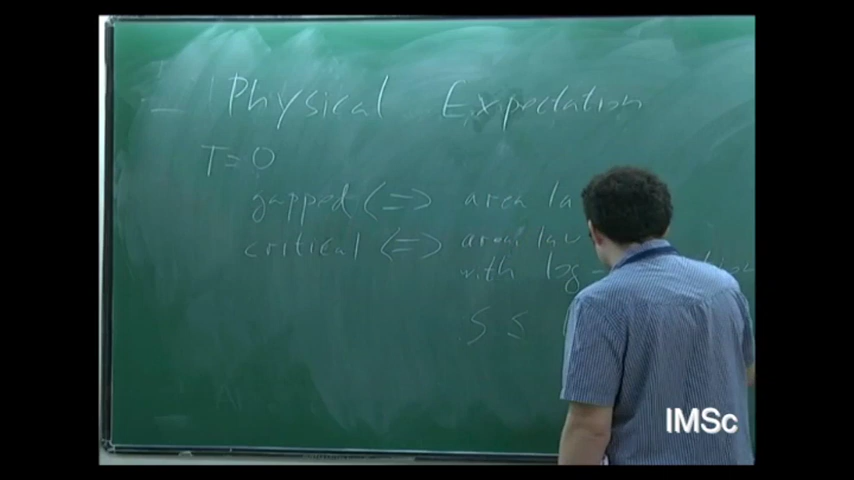 I Physical Expectation
T=0
gapped <=> area la
critical <=> area law
with log-
S ≤
IMSc